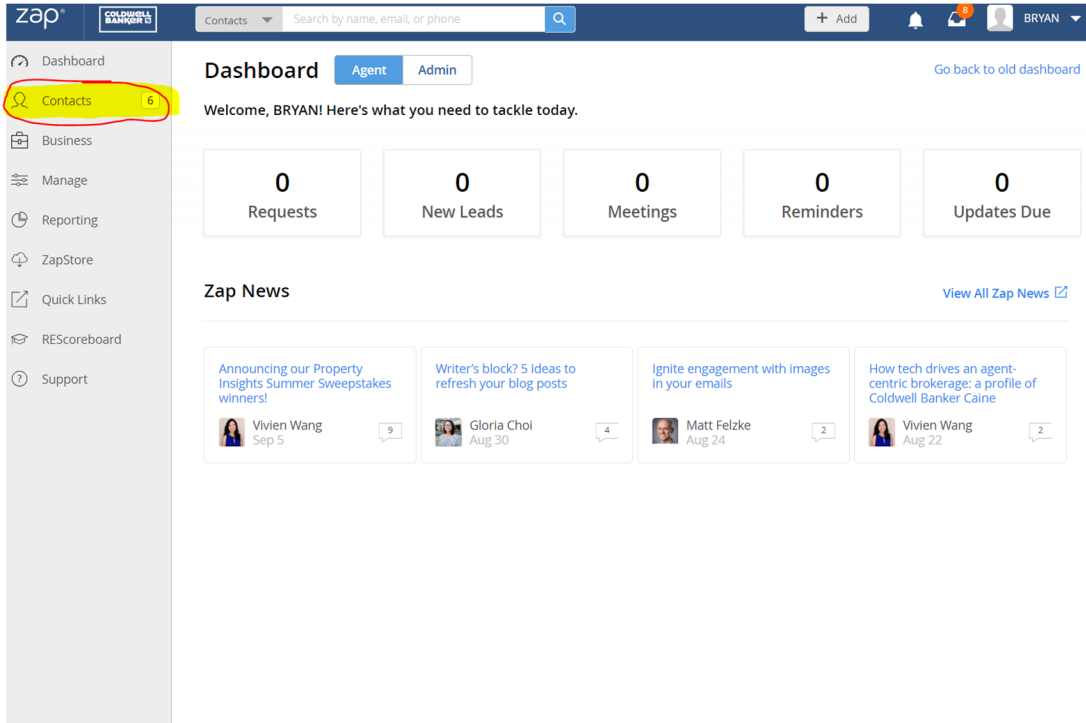 zap®
COLDWELL BANKER
Contacts
Search by name, email, or phone
+ Add
8
BRYAN
Dashboard
Contacts 6
Business
Manage
Reporting
ZapStore
Quick Links
REScoreboard
Support
Dashboard
Agent
Admin
Go back to old dashboard
Welcome, BRYAN! Here's what you need to tackle today.
0
Requests
0
New Leads
0
Meetings
0
Reminders
0
Updates Due
Zap News
View All Zap News
Announcing our Property
Insights Summer Sweepstakes
winners!
Vivien Wang
Sep 5
9
Writer's block? 5 ideas to
refresh your blog posts
Gloria Choi
Aug 30
4
Ignite engagement with images
in your emails
Matt Felzke
Aug 24
2
How tech drives an agent-
centric brokerage: a profile of
Coldwell Banker Caine
Vivien Wang
Aug 22
2